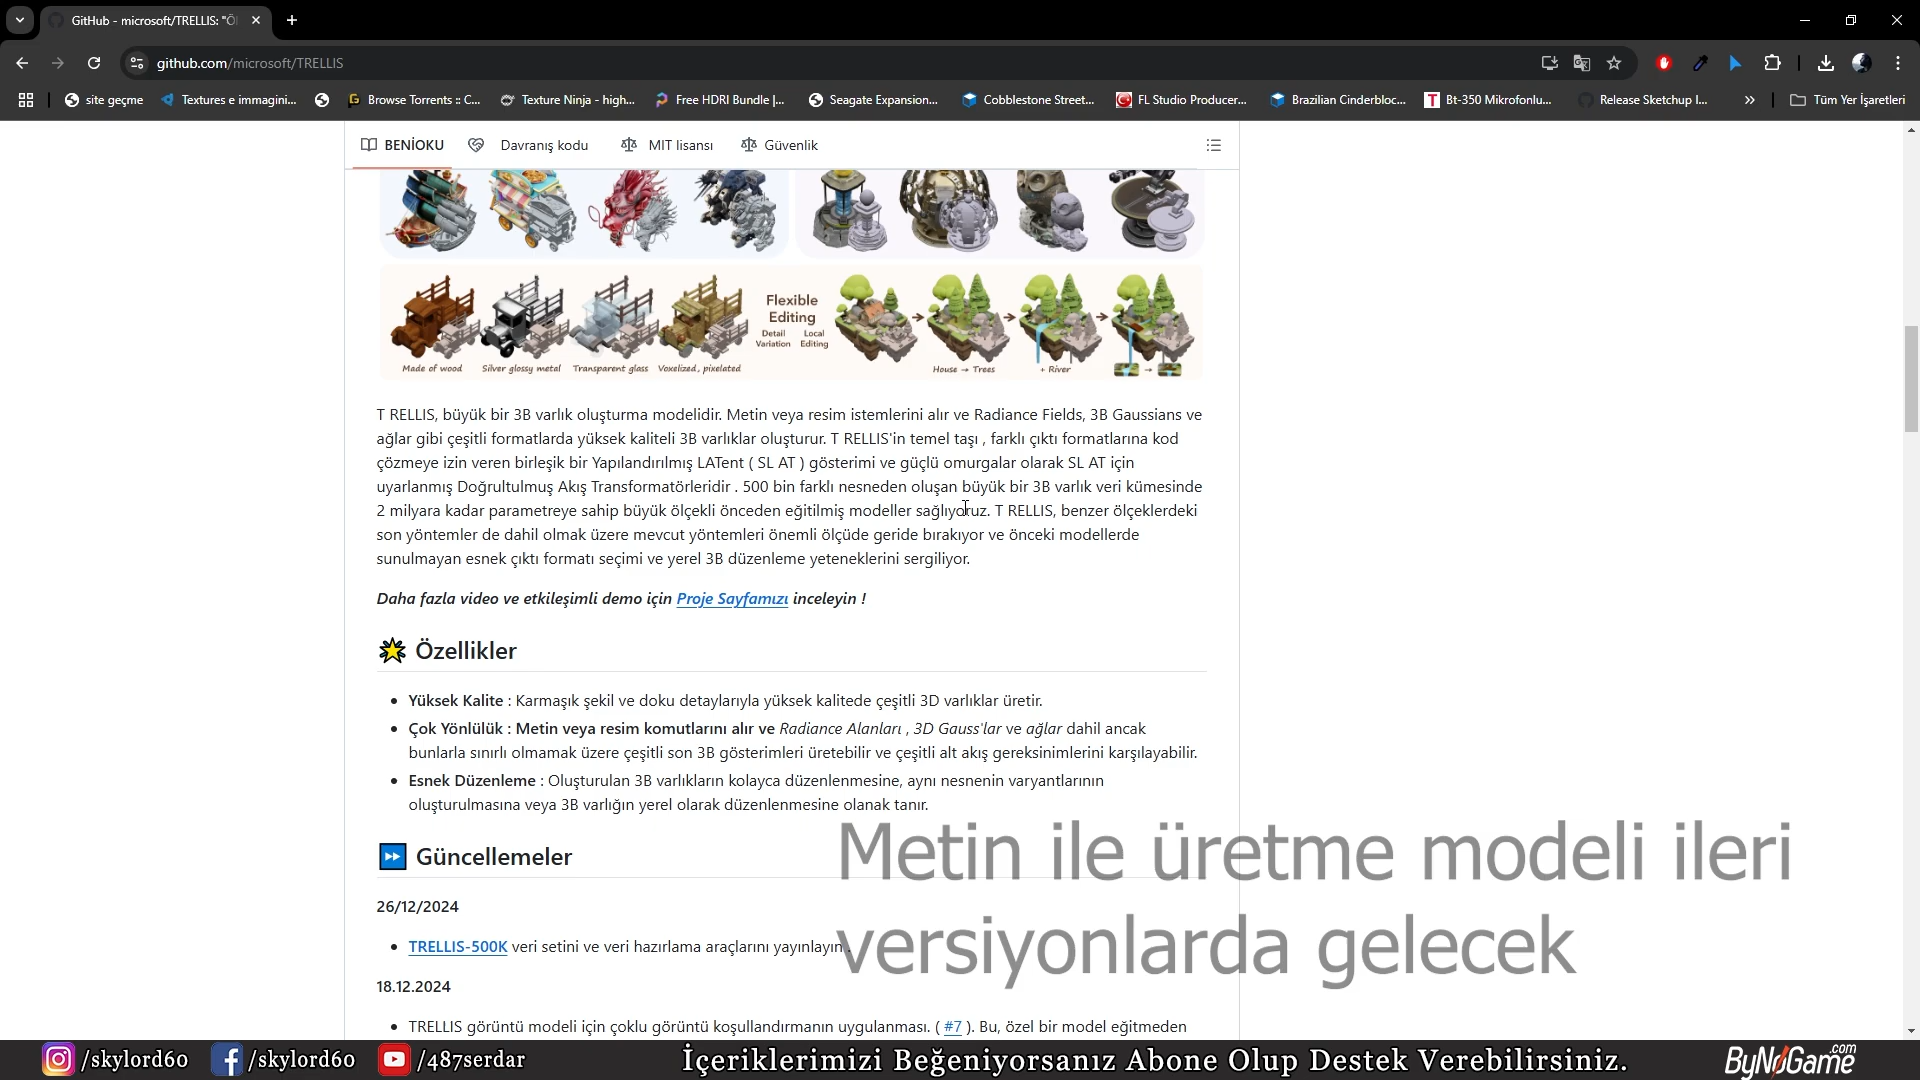 GitHub - microsoft/TRELLIS: "Öl
github.com/microsoft/TRELLIS
site geçme
Textures e immagini...
Browse Torrents :: C...
Texture Ninja - high...
Free HDRI Bundle |...
Seagate Expansion...
Cobblestone Street...
FL Studio Producer...
Brazilian Cinderbloc...
Bt-350 Mikrofonlu...
Release Sketchup I...
Tüm Yer İşaretleri
BENİOKU
Davranış kodu
MIT lisansı
Güvenlik
Flexible
Editing
Detail Local
Variation Editing
Made of wood
Silver glossy metal
Transparent glass
Voxelized, pixelated
House → Trees
+ River
T RELLIS, büyük bir 3B varlık oluşturma modelidir. Metin veya resim istemlerini alır ve Radiance Fields, 3B Gaussians ve
ağlar gibi çeşitli formatlarda yüksek kaliteli 3B varlıklar oluşturur. T RELLIS'in temel taşı , farklı çıktı formatlarına kod
çözmeye izin veren birleşik bir Yapılandırılmış LATent ( SL AT ) gösterimi ve güçlü omurgalar olarak SL AT için
uyarlanmış Doğrultulmuş Akış Transformatörleridir . 500 bin farklı nesneden oluşan büyük bir 3B varlık veri kümesinde
2 milyara kadar parametreye sahip büyük ölçekli önceden eğitilmiş modeller sağlıyoruz. T RELLIS, benzer ölçeklerdeki
son yöntemler de dahil olmak üzere mevcut yöntemleri önemli ölçüde geride bırakıyor ve önceki modellerde
sunulmayan esnek çıktı formatı seçimi ve yerel 3B düzenleme yeteneklerini sergiliyor.
Daha fazla video ve etkileşimli demo için Proje Sayfamızı inceleyin !
Özellikler
• Yüksek Kalite : Karmaşık şekil ve doku detaylarıyla yüksek kalitede çeşitli 3D varlıklar üretir.
• Çok Yönlülük : Metin veya resim komutlarını alır ve Radiance Alanları , 3D Gauss'lar ve ağlar dahil ancak
bunlarla sınırlı olmamak üzere çeşitli son 3B gösterimleri üretebilir ve çeşitli alt akış gereksinimlerini karşılayabilir.
• Esnek Düzenleme : Oluşturulan 3B varlıkların kolayca düzenlenmesine, aynı nesnenin varyantlarının
oluşturulmasına veya 3B varlığın yerel olarak düzenlenmesine olanak tanır.
Metin ile üretme modeli ileri
versiyonlarda gelecek
Güncellemeler
26/12/2024
• TRELLIS-500K veri setini ve veri hazırlama araçlarını yayınlayın .
18.12.2024
• TRELLIS görüntü modeli için çoklu görüntü koşullandırmanın uygulanması. ( #7 ). Bu, özel bir model eğitmeden
/skylord60
/skylord60
/487serdar
İçeriklerimizi Beğeniyorsanız Abone Olup Destek Verebilirsiniz.
ByNoGame.com